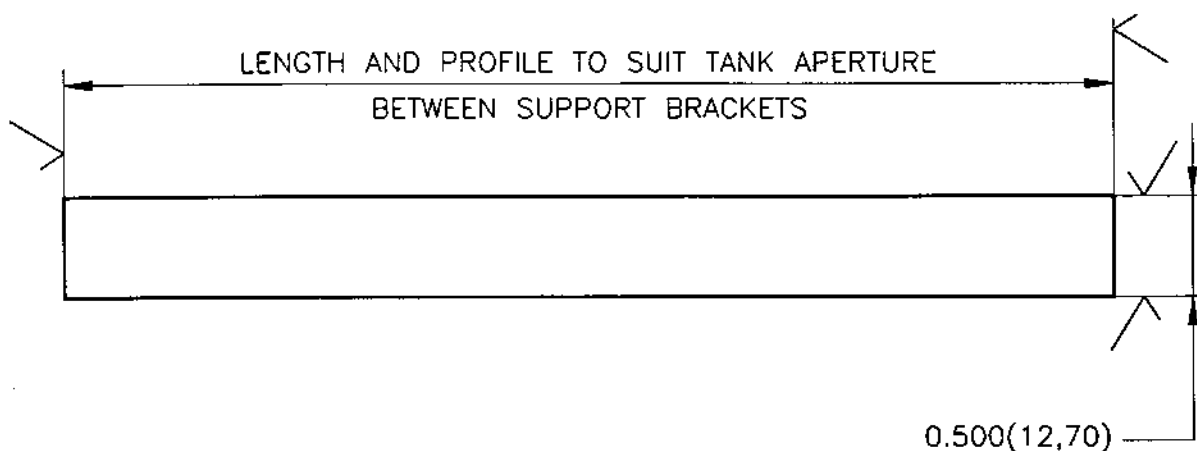 LENGTH AND PROFILE TO SUIT TANK APERTURE
BETWEEN SUPPORT BRACKETS
0.500(12,70)